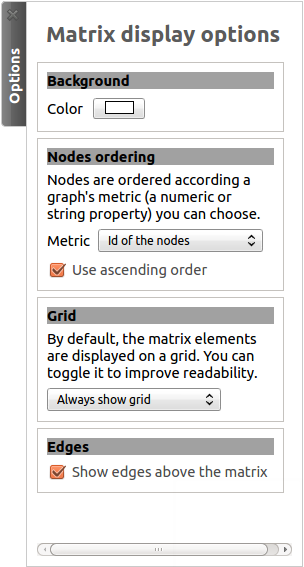 Options
Matrix display options
Background
Color
Nodes ordering
Nodes are ordered according a
graph's metric (a numeric or
string property) you can choose.
Metric Id of the nodes
Use ascending order
Grid
By default, the matrix elements
are displayed on a grid. You can
toggle it to improve readability.
Always show grid
Edges
Show edges above the matrix